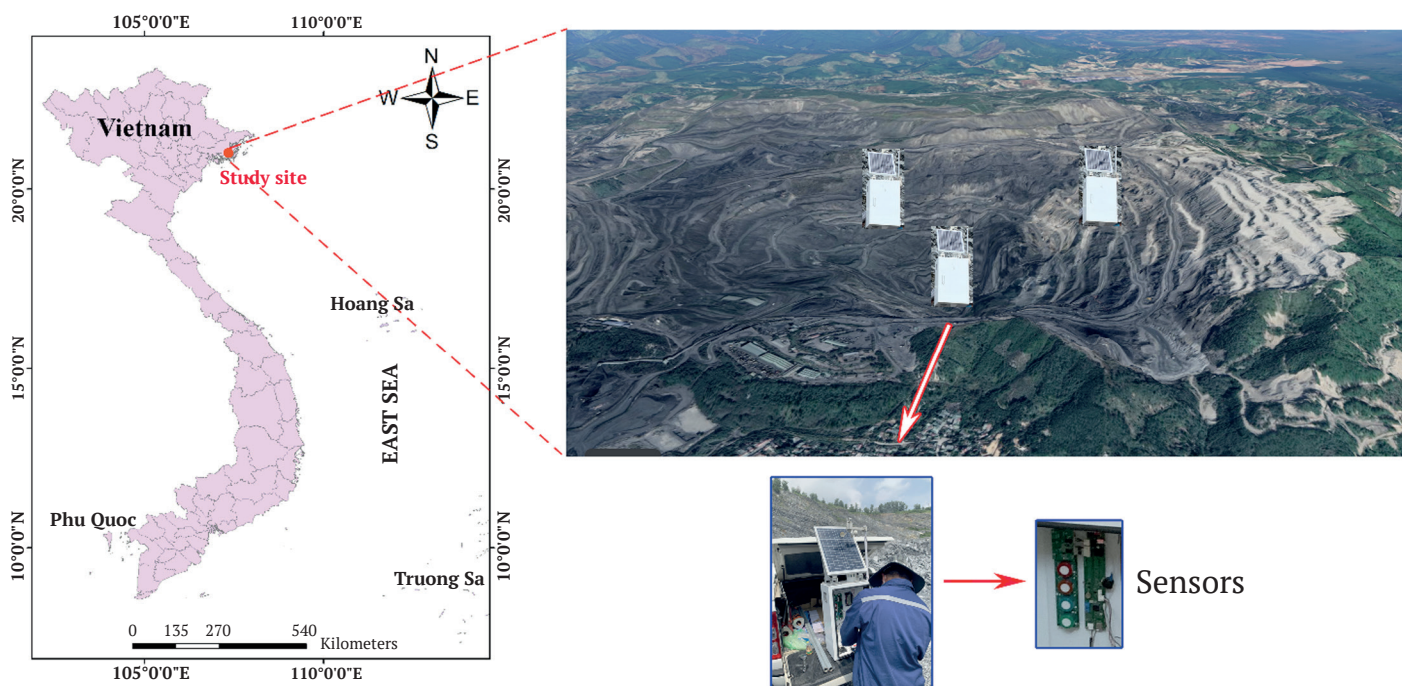 105°0'0"E 110°0'0"E
N
W E
S
Vietnam
Study site
20°0'0"N 20°0'0"N
Hoang Sa
15°0'0"N 15°0'0"N
EAST SEA
Phu Quoc
10°0'0"N 10°0'0"N
Truong Sa
0 155 270 540
Kilometers
105°0'0"E 110°0'0"E
Sensors